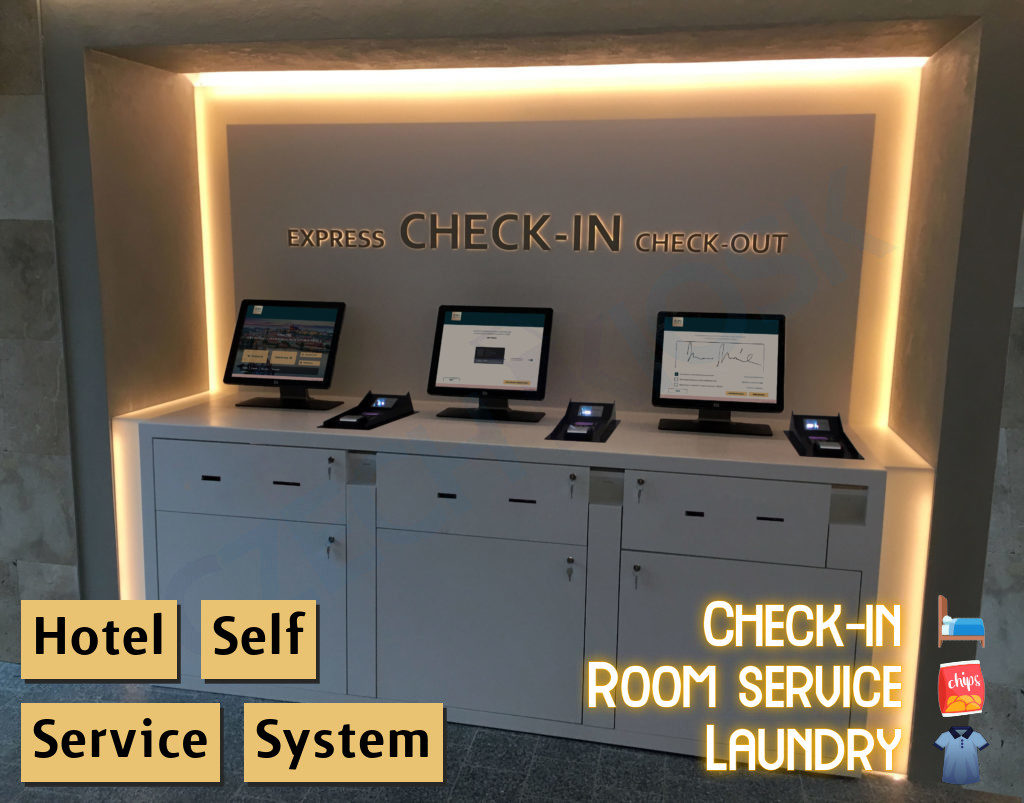 EXPRESS CHECK-IN CHECK-OUT
Hotel Self
Service System
CHECK-IN
ROOM SERVICE
chips
LAUNDRY